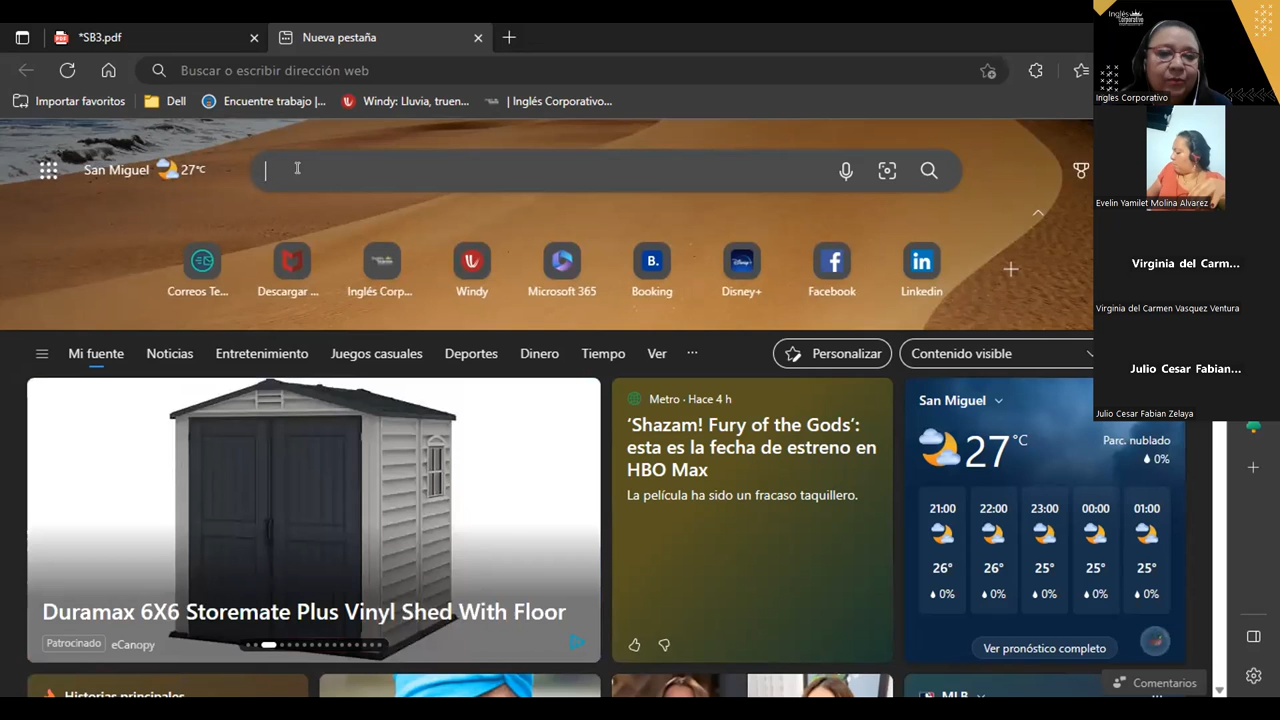 *SB3.pdf
Nueva pestaña
Buscar o escribir dirección web
Importar favoritos
Dell
Encuentre trabajo |...
Windy: Lluvia, truen...
| Inglés Corporativo...
San Miguel 27°C
Correos Te...
Descargar ...
Inglés Corp...
Windy
Microsoft 365
Booking
Disney+
Facebook
Linkedin
Mi fuente
Noticias
Entretenimiento
Juegos casuales
Deportes
Dinero
Tiempo
Ver
...
Personalizar
Contenido visible
Duramax 6X6 Storemate Plus Vinyl Shed With Floor
Patrocinado eCanopy
Metro · Hace 4 h
‘Shazam! Fury of the Gods’:
esta es la fecha de estreno en
HBO Max
La película ha sido un fracaso taquillero.
San Miguel
27°C
Parc. nublado
0%
21:00 22:00 23:00 00:00 01:00
26° 26° 25° 25° 25°
0% 0% 0% 0% 0%
Ver pronóstico completo
Comentarios
Historias principales
MLB
Inglés
Corporativo
Ingles Corporativo
Evelin Yamilet Molina Alvarez
Virginia del Carm...
Virginia del Carmen Vasquez Ventura
Julio Cesar Fabian...
Julio Cesar Fabian Zelaya